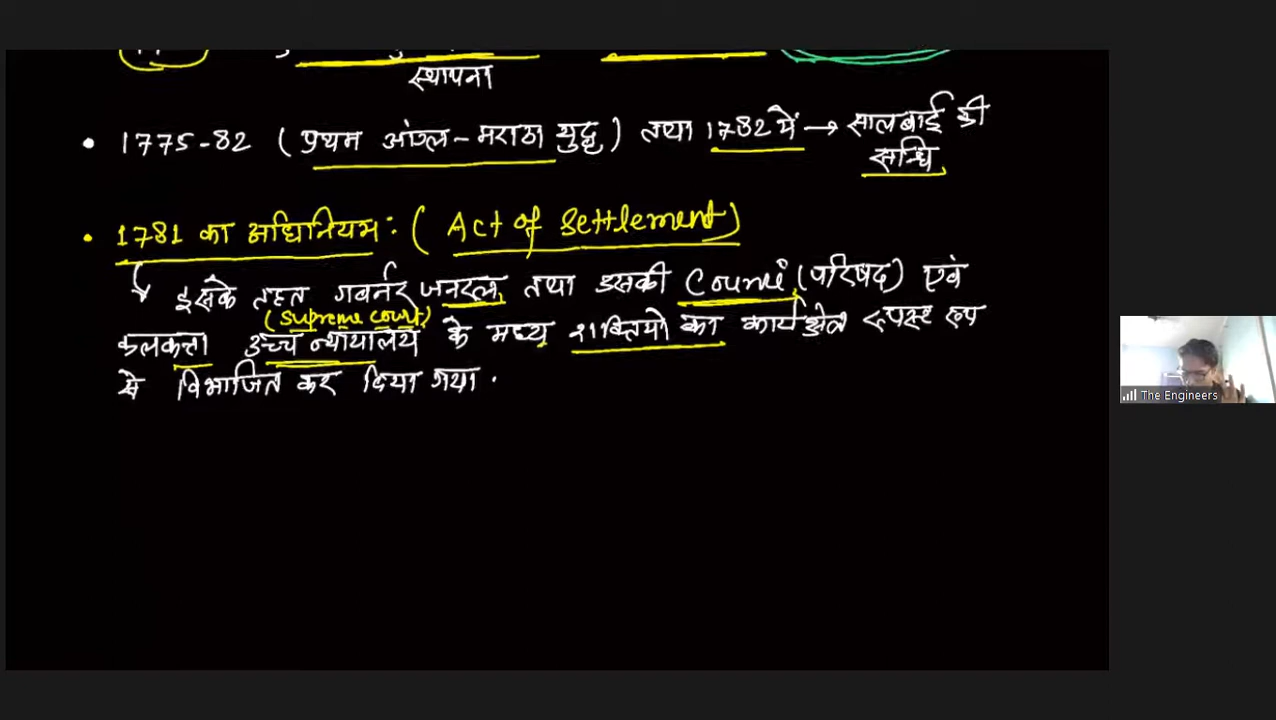 स्थापना
• 1775-82 (प्रथम आंग्ल-मराठा युद्ध) तथा 1782 में → सालबाई की
सन्धि
• 1781 का अधिनियम: (Act of Settlement)
इसके तहत गवर्नर जनरल तथा इसकी (परिषद) एवं
(Supreme court)
कलकत्ता उच्च न्यायालय के मध्य शक्तियो का कार्यक्षेत्र स्पष्ट रूप
से विभाजित कर दिया गया .
The Engineers